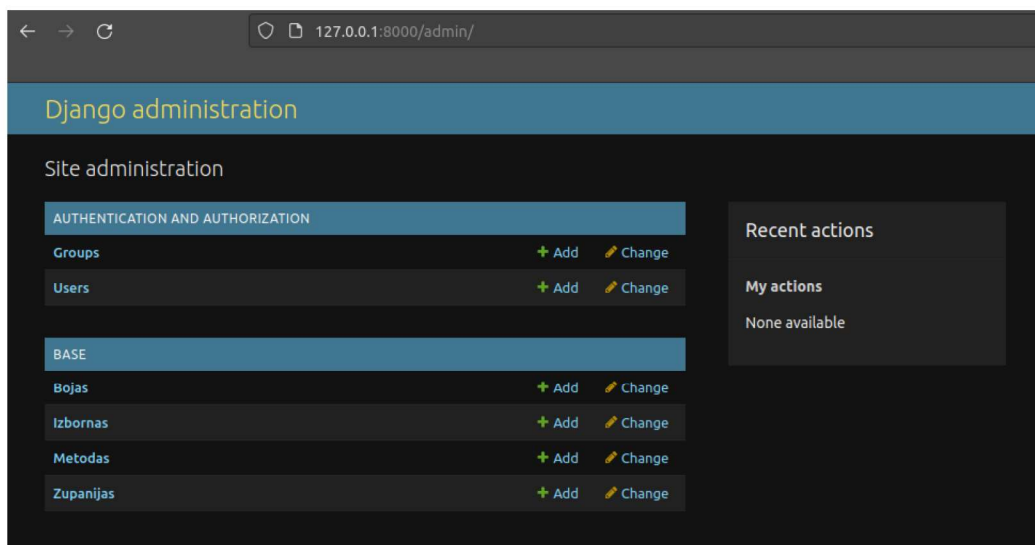 127.0.0.1:8000/admin/
Django administration
Site administration
AUTHENTICATION AND AUTHORIZATION
Groups + Add Change
Users + Add Change
BASE
Bojas + Add Change
Izbornas + Add Change
Metodas + Add Change
Zupanijas + Add Change
Recent actions
My actions
None available